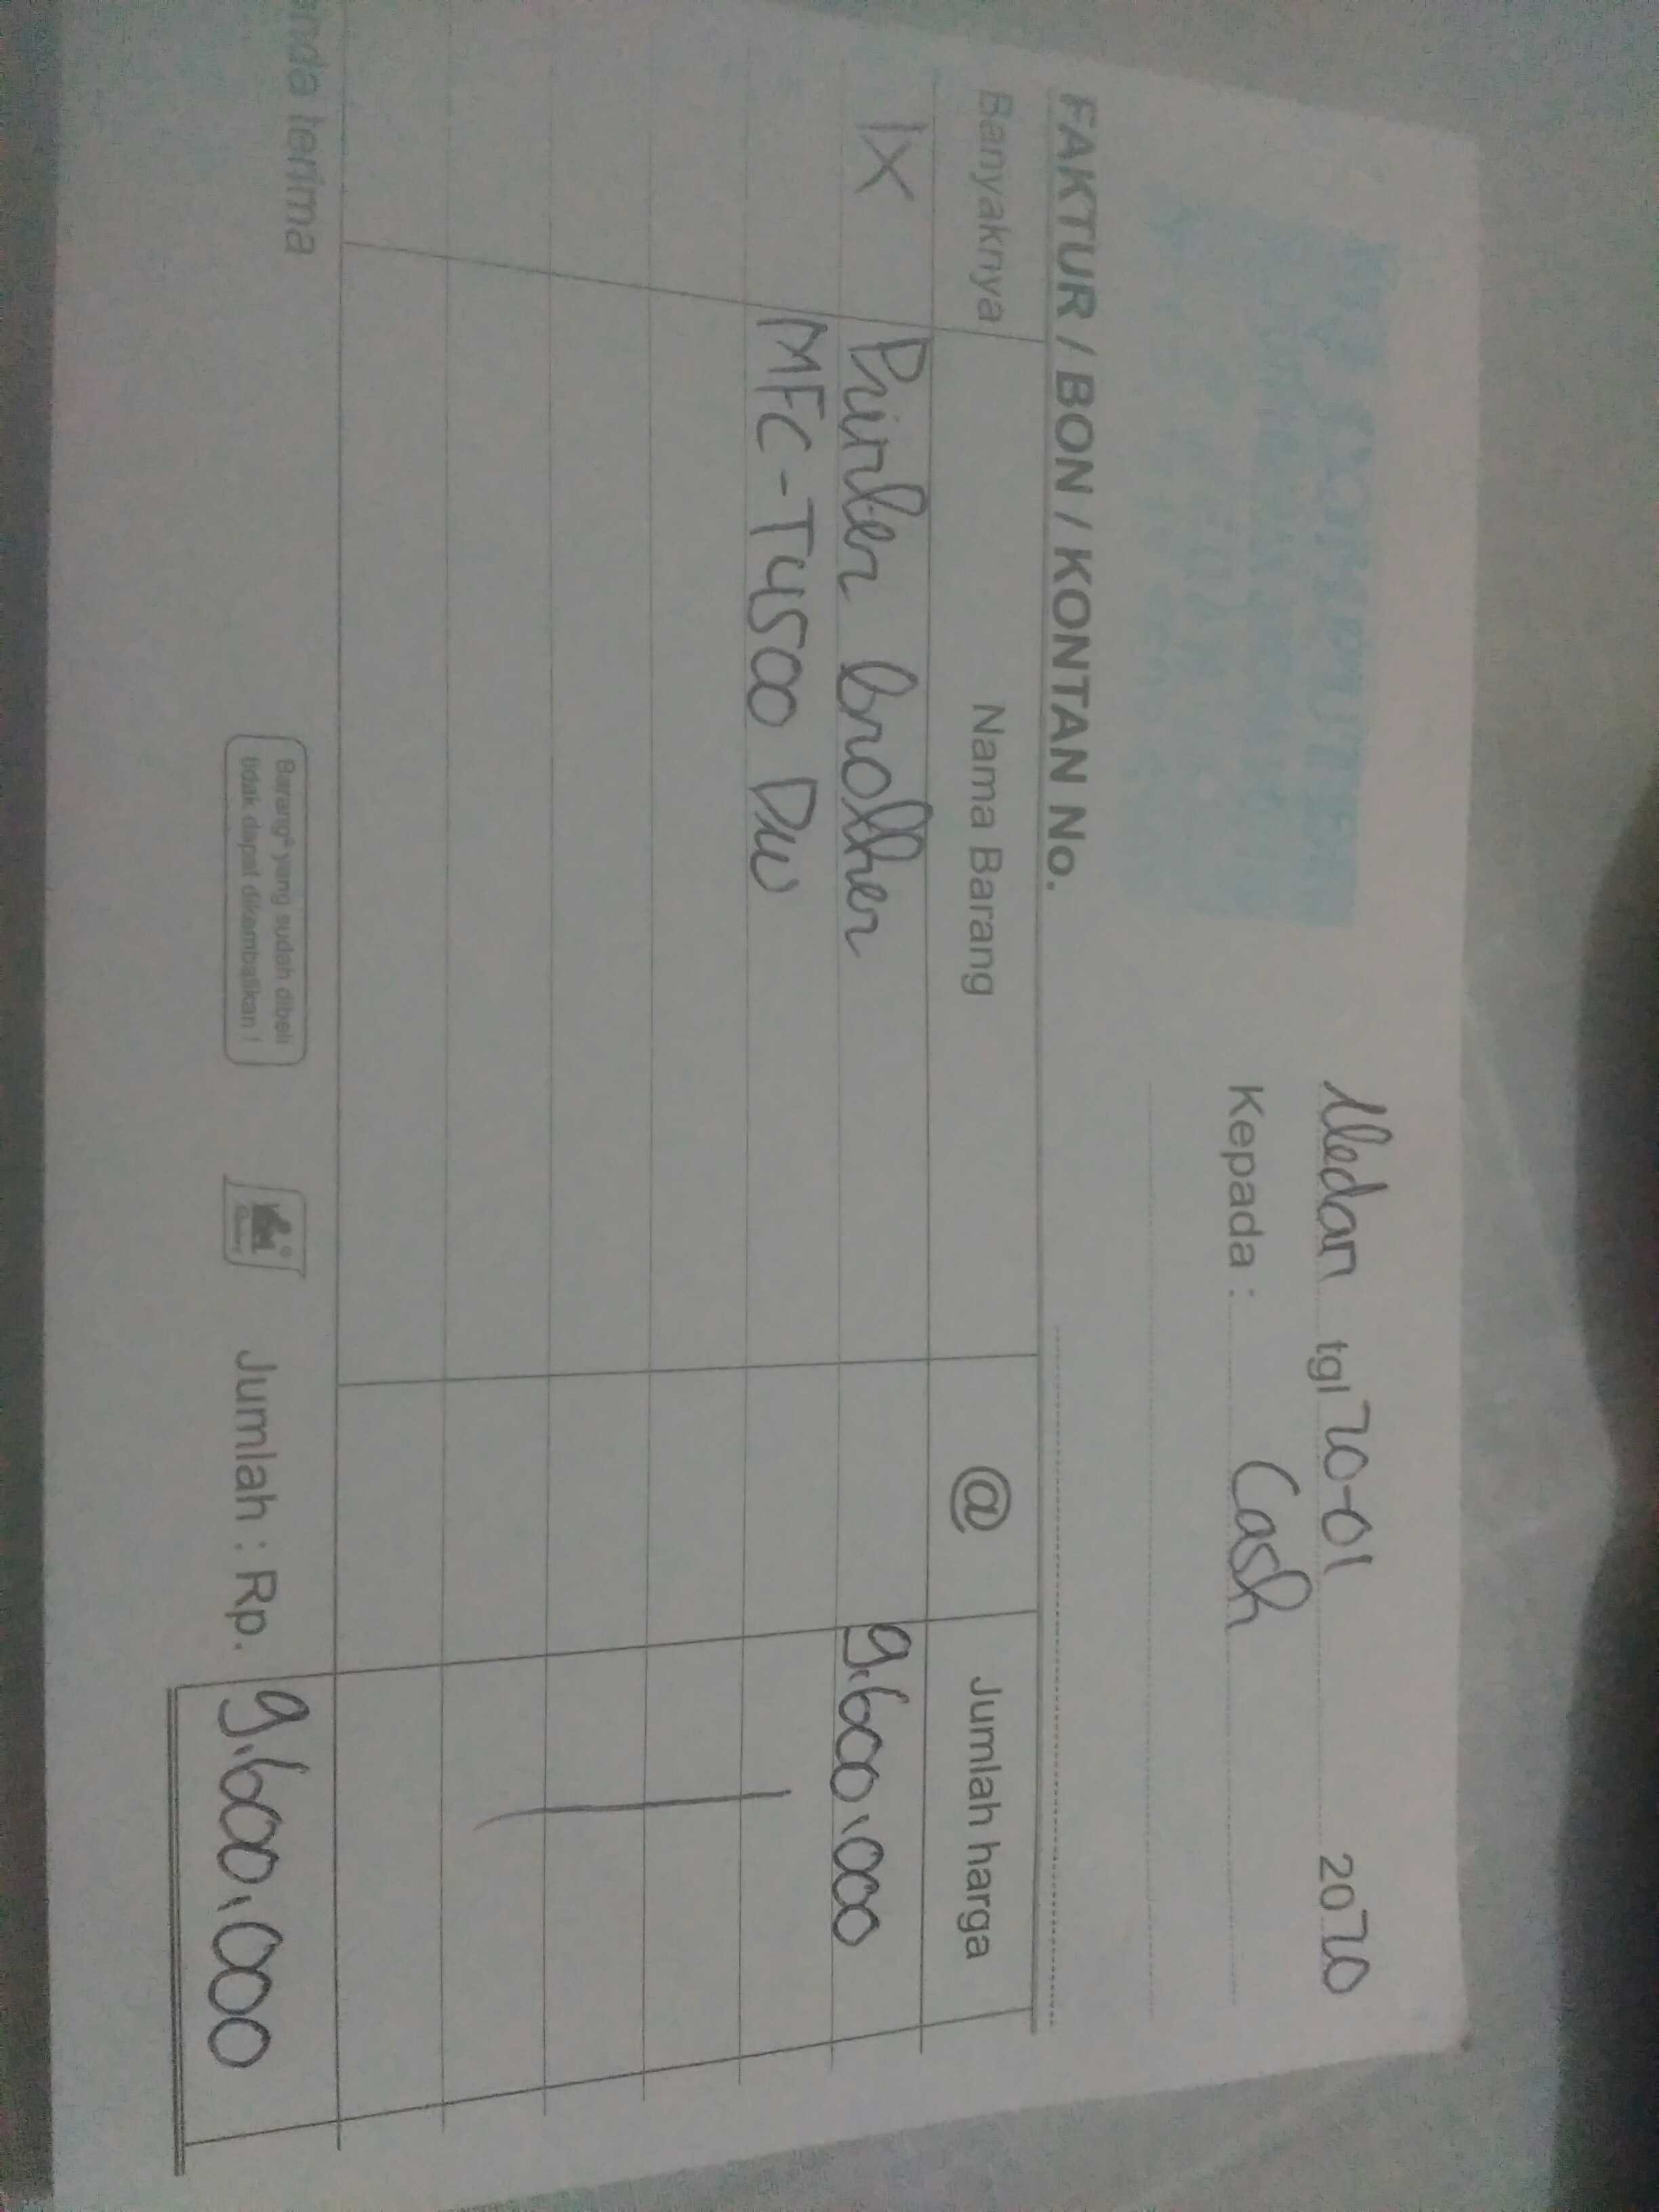 Medan tgl 20-01 2020
Kepada : Cash
COMPUTER
FAKTUR / BON / KONTAN No.
Banyaknya Nama Barang @ Jumlah harga
1X Printer brother 9.600.000
MFC-T4500 DW
nda terima
Barang² yang sudah dibeli
tidak dapat dikembalikan !
Jumlah : Rp. 9.600.000